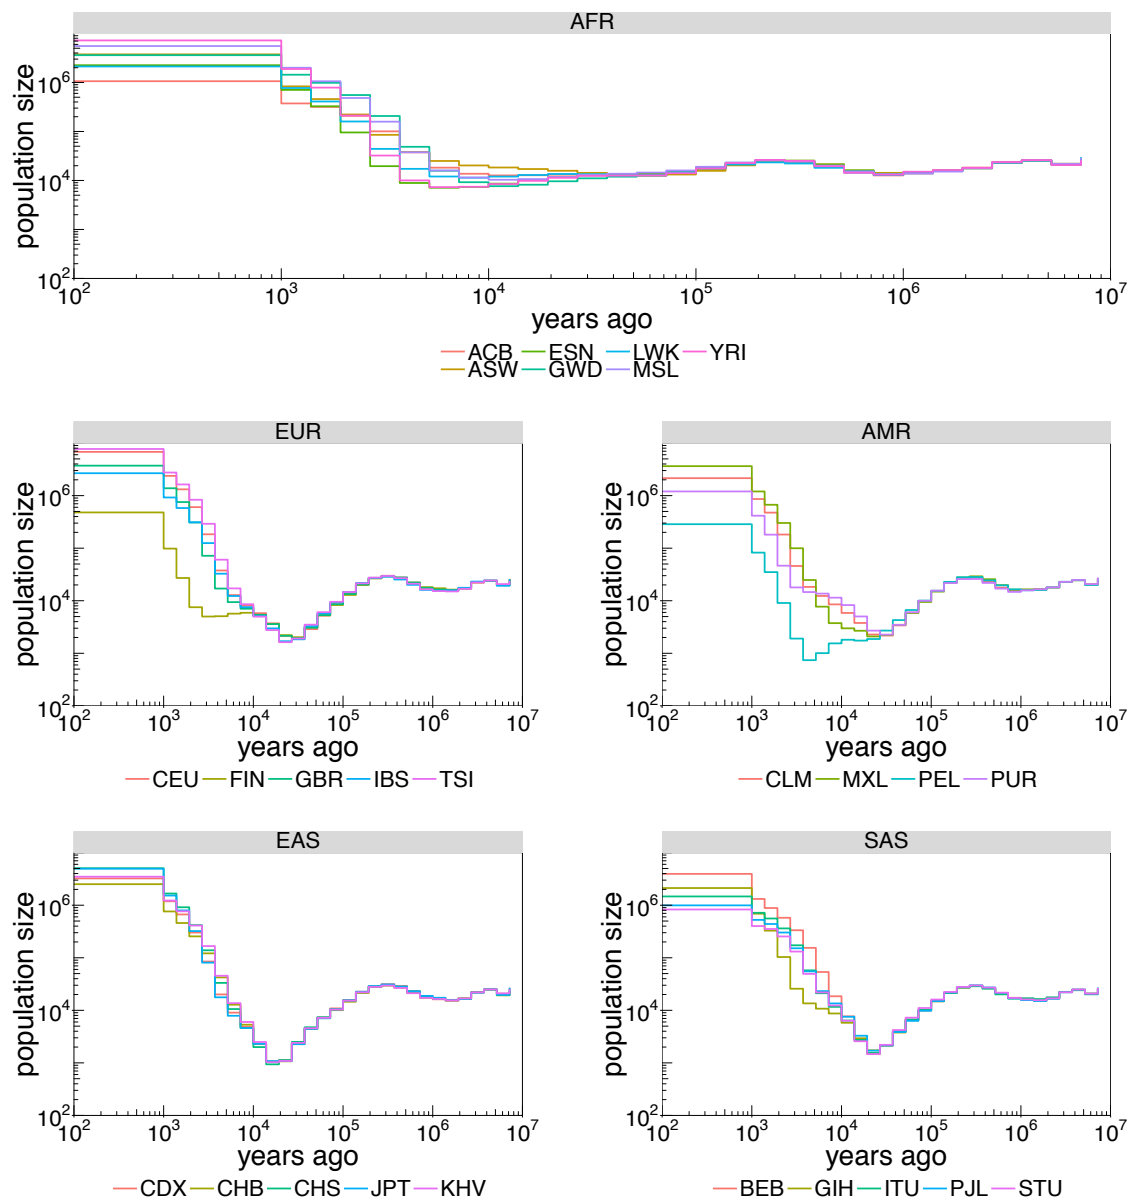 AFR
population size
10^6
10^4
10^2
10^2 10^3 10^4 10^5 10^6 10^7
years ago
ACB ESN LWK YRI
ASW GWD MSL
EUR
population size
10^6
10^4
10^2
10^2 10^3 10^4 10^5 10^6 10^7
years ago
CEU FIN GBR IBS TSI
AMR
population size
10^6
10^4
10^2
10^2 10^3 10^4 10^5 10^6 10^7
years ago
CLM MXL PEL PUR
EAS
population size
10^6
10^4
10^2
10^2 10^3 10^4 10^5 10^6 10^7
years ago
CDX CHB CHS JPT KHV
SAS
population size
10^6
10^4
10^2
10^2 10^3 10^4 10^5 10^6 10^7
years ago
BEB GIH ITU PJL STU